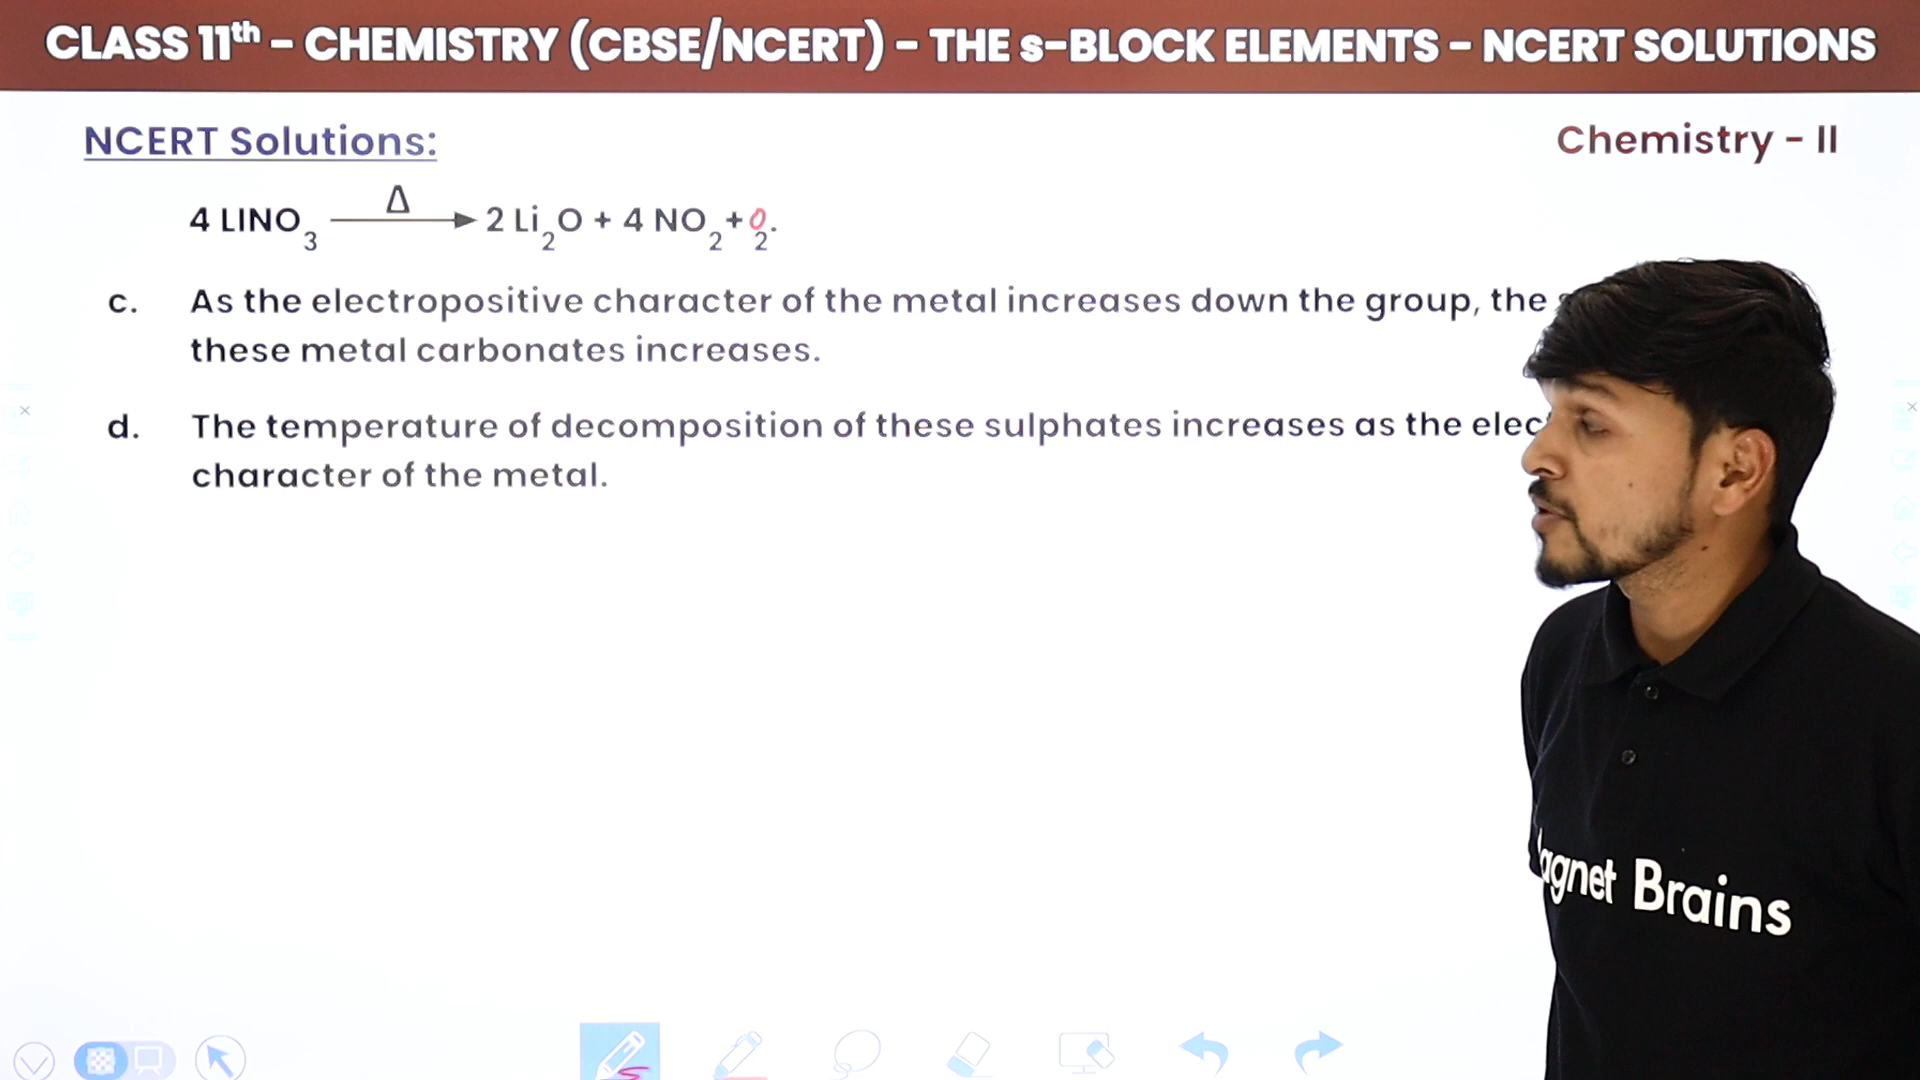 CLASS 11th - CHEMISTRY (CBSE/NCERT) - THE s-BLOCK ELEMENTS - NCERT SOLUTIONS
NCERT Solutions:
Chemistry - II
4 LINO3 Δ→ 2 Li2O + 4 NO2+O2.
c. As the electropositive character of the metal increases down the group, the
these metal carbonates increases.
d. The temperature of decomposition of these sulphates increases as the elec
character of the metal.
agnet Brains